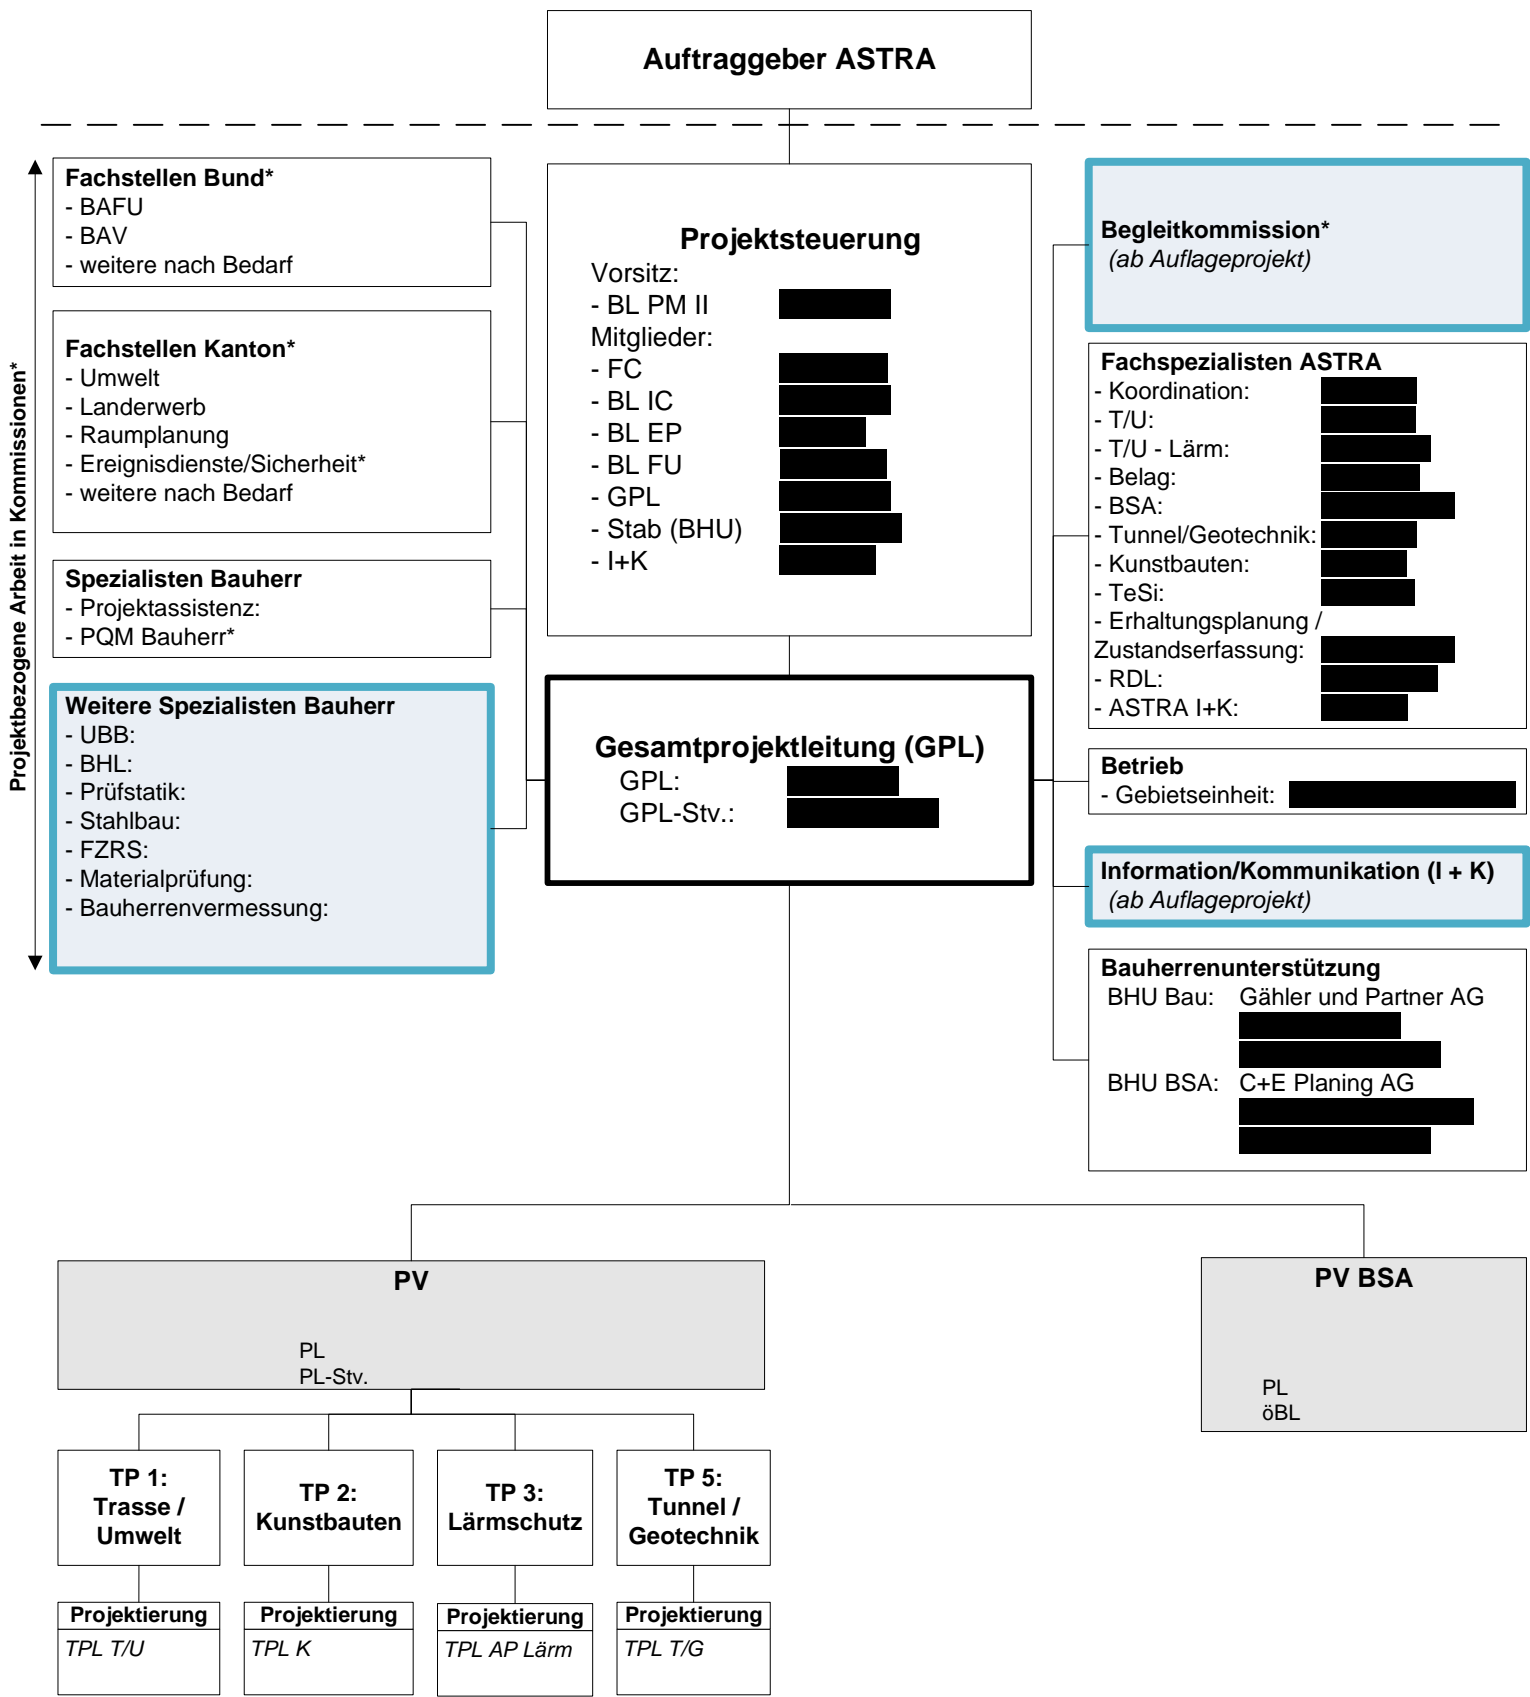 Auftraggeber ASTRA
Projektbezogene Arbeit in Kommissionen*
Fachstellen Bund*
- BAFU
- BAV
- weitere nach Bedarf
Fachstellen Kanton*
- Umwelt
- Landerwerb
- Raumplanung
- Ereignisdienste/Sicherheit*
- weitere nach Bedarf
Spezialisten Bauherr
- Projektassistenz:
- PQM Bauherr*
Weitere Spezialisten Bauherr
- UBB:
- BHL:
- Prüfstatik:
- Stahlbau:
- FZRS:
- Materialprüfung:
- Bauherrenvermessung:
Projektsteuerung
Vorsitz:
- BL PM II
Mitglieder:
- FC
- BL IC
- BL EP
- BL FU
- GPL
- Stab (BHU)
- I+K
Gesamtprojektleitung (GPL)
GPL:
GPL-Stv.:
Begleitkommission*
(ab Auflageprojekt)
Fachspezialisten ASTRA
- Koordination:
- T/U:
- T/U - Lärm:
- Belag:
- BSA:
- Tunnel/Geotechnik:
- Kunstbauten:
- TeSi:
- Erhaltungsplanung /
Zustandserfassung:
- RDL:
- ASTRA I+K:
Betrieb
- Gebietseinheit:
Information/Kommunikation (I + K)
(ab Auflageprojekt)
Bauherrenunterstützung
BHU Bau: Gähler und Partner AG
BHU BSA: C+E Planing AG
PV
PL
PL-Stv.
PV BSA
PL
öBL
TP 1:
Trasse /
Umwelt
TP 2:
Kunstbauten
TP 3:
Lärmschutz
TP 5:
Tunnel /
Geotechnik
Projektierung
TPL T/U
Projektierung
TPL K
Projektierung
TPL AP Lärm
Projektierung
TPL T/G